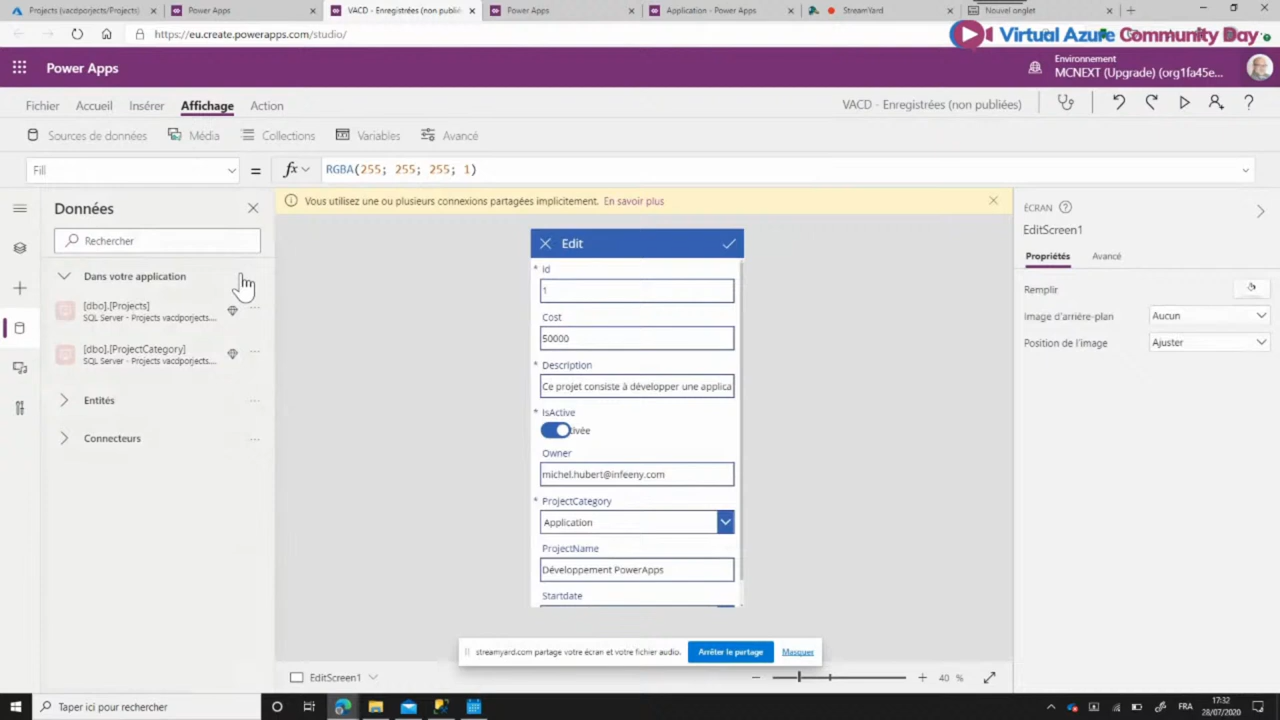 Projets (vacdporjects/Projects)
Power Apps
VACD - Enregistrées (non publié
Power Apps
Application - Power Apps
StreamYard
Nouvel onglet
https://eu.create.powerapps.com/studio/
Virtual Azure Community Day
Power Apps
Environnement
MCNEXT (Upgrade) (org1fa45e...
Fichier
Accueil
Insérer
Affichage
Action
VACD - Enregistrées (non publiées)
Sources de données
Média
Collections
Variables
Avancé
Fill
=
fx
RGBA(255; 255; 255; 1)
Données
Vous utilisez une ou plusieurs connexions partagées implicitement. En savoir plus
ÉCRAN
EditScreen1
Rechercher
Propriétés
Avancé
Dans votre application
[dbo].[Projects]
SQL Server - Projects vacdporjects....
[dbo].[ProjectCategory]
SQL Server - Projects vacdporjects....
Entités
Connecteurs
Edit
* Id
1
Cost
50000
* Description
Ce projet consiste à développer une applica
* IsActive
Owner
michel.hubert@infeeny.com
* ProjectCategory
Application
ProjectName
Développement PowerApps
Startdate
Remplir
Image d'arrière-plan
Aucun
Position de l'image
Ajuster
streamyard.com partage votre écran et votre fichier audio.
Arrêter le partage
Masquer
EditScreen1
40 %
Taper ici pour rechercher
FRA
17:32
28/07/2020